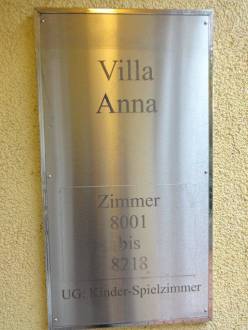 Villa
Anna
Zimmer
8001
bis
8218
UG: Kinder-Spielzimmer